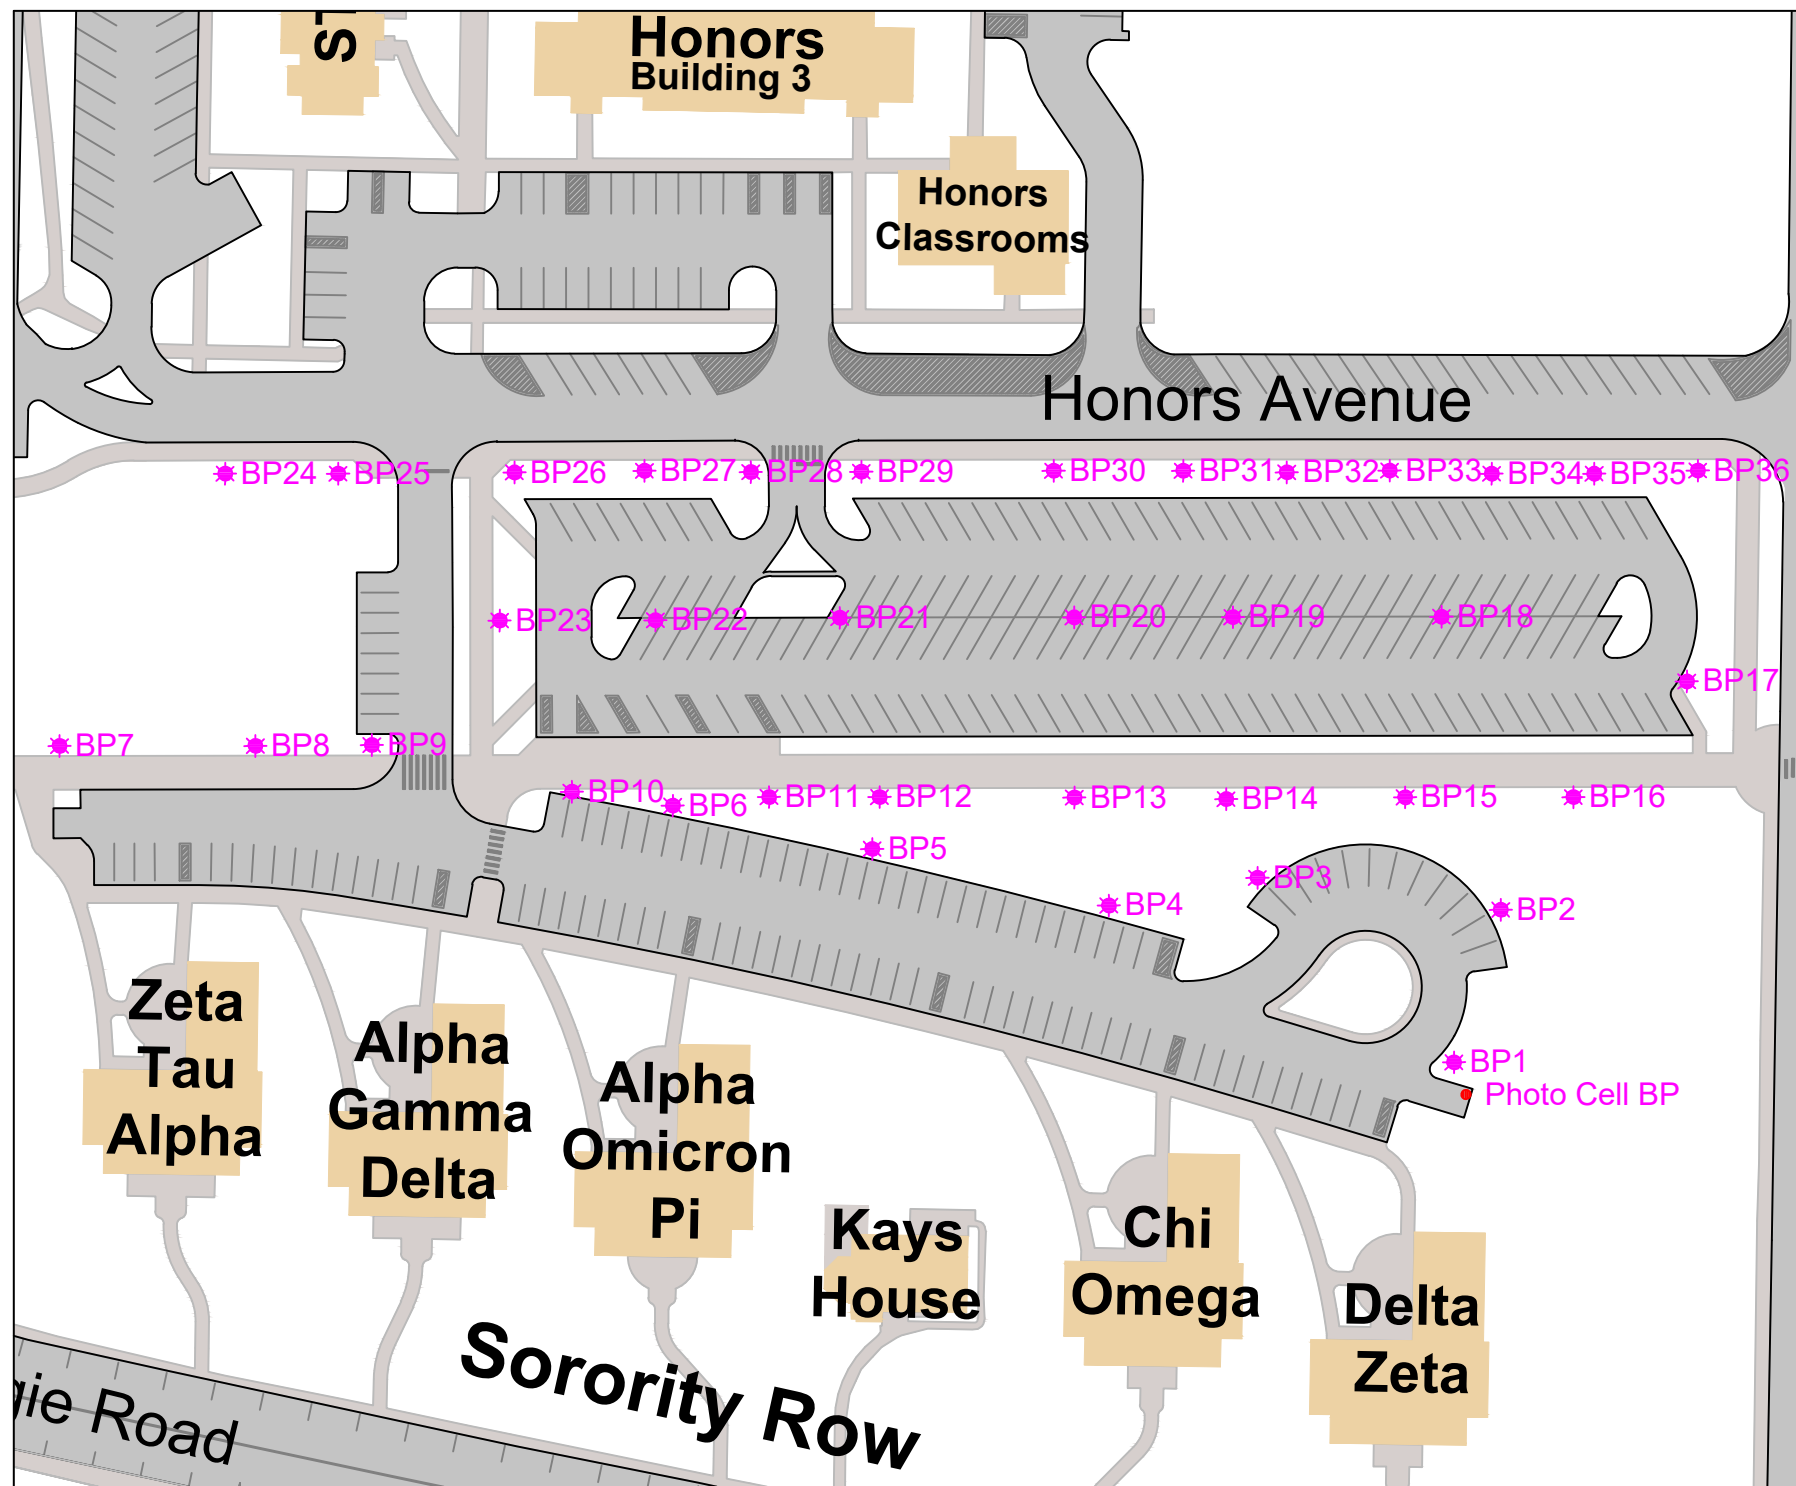 Honors
Building 3
Honors
Classrooms
Honors Avenue
BP24
BP25
BP26
BP27
BP28
BP29
BP30
BP31
BP32
BP33
BP34
BP35
BP36
BP23
BP22
BP21
BP20
BP19
BP18
BP17
BP7
BP8
BP9
BP10
BP6
BP11
BP12
BP13
BP14
BP15
BP16
BP5
BP3
BP4
BP2
BP1
Photo Cell BP
Zeta
Tau
Alpha
Alpha
Gamma
Delta
Alpha
Omicron
Pi
Kays
House
Chi
Omega
Delta
Zeta
Sorority Row
gie Road